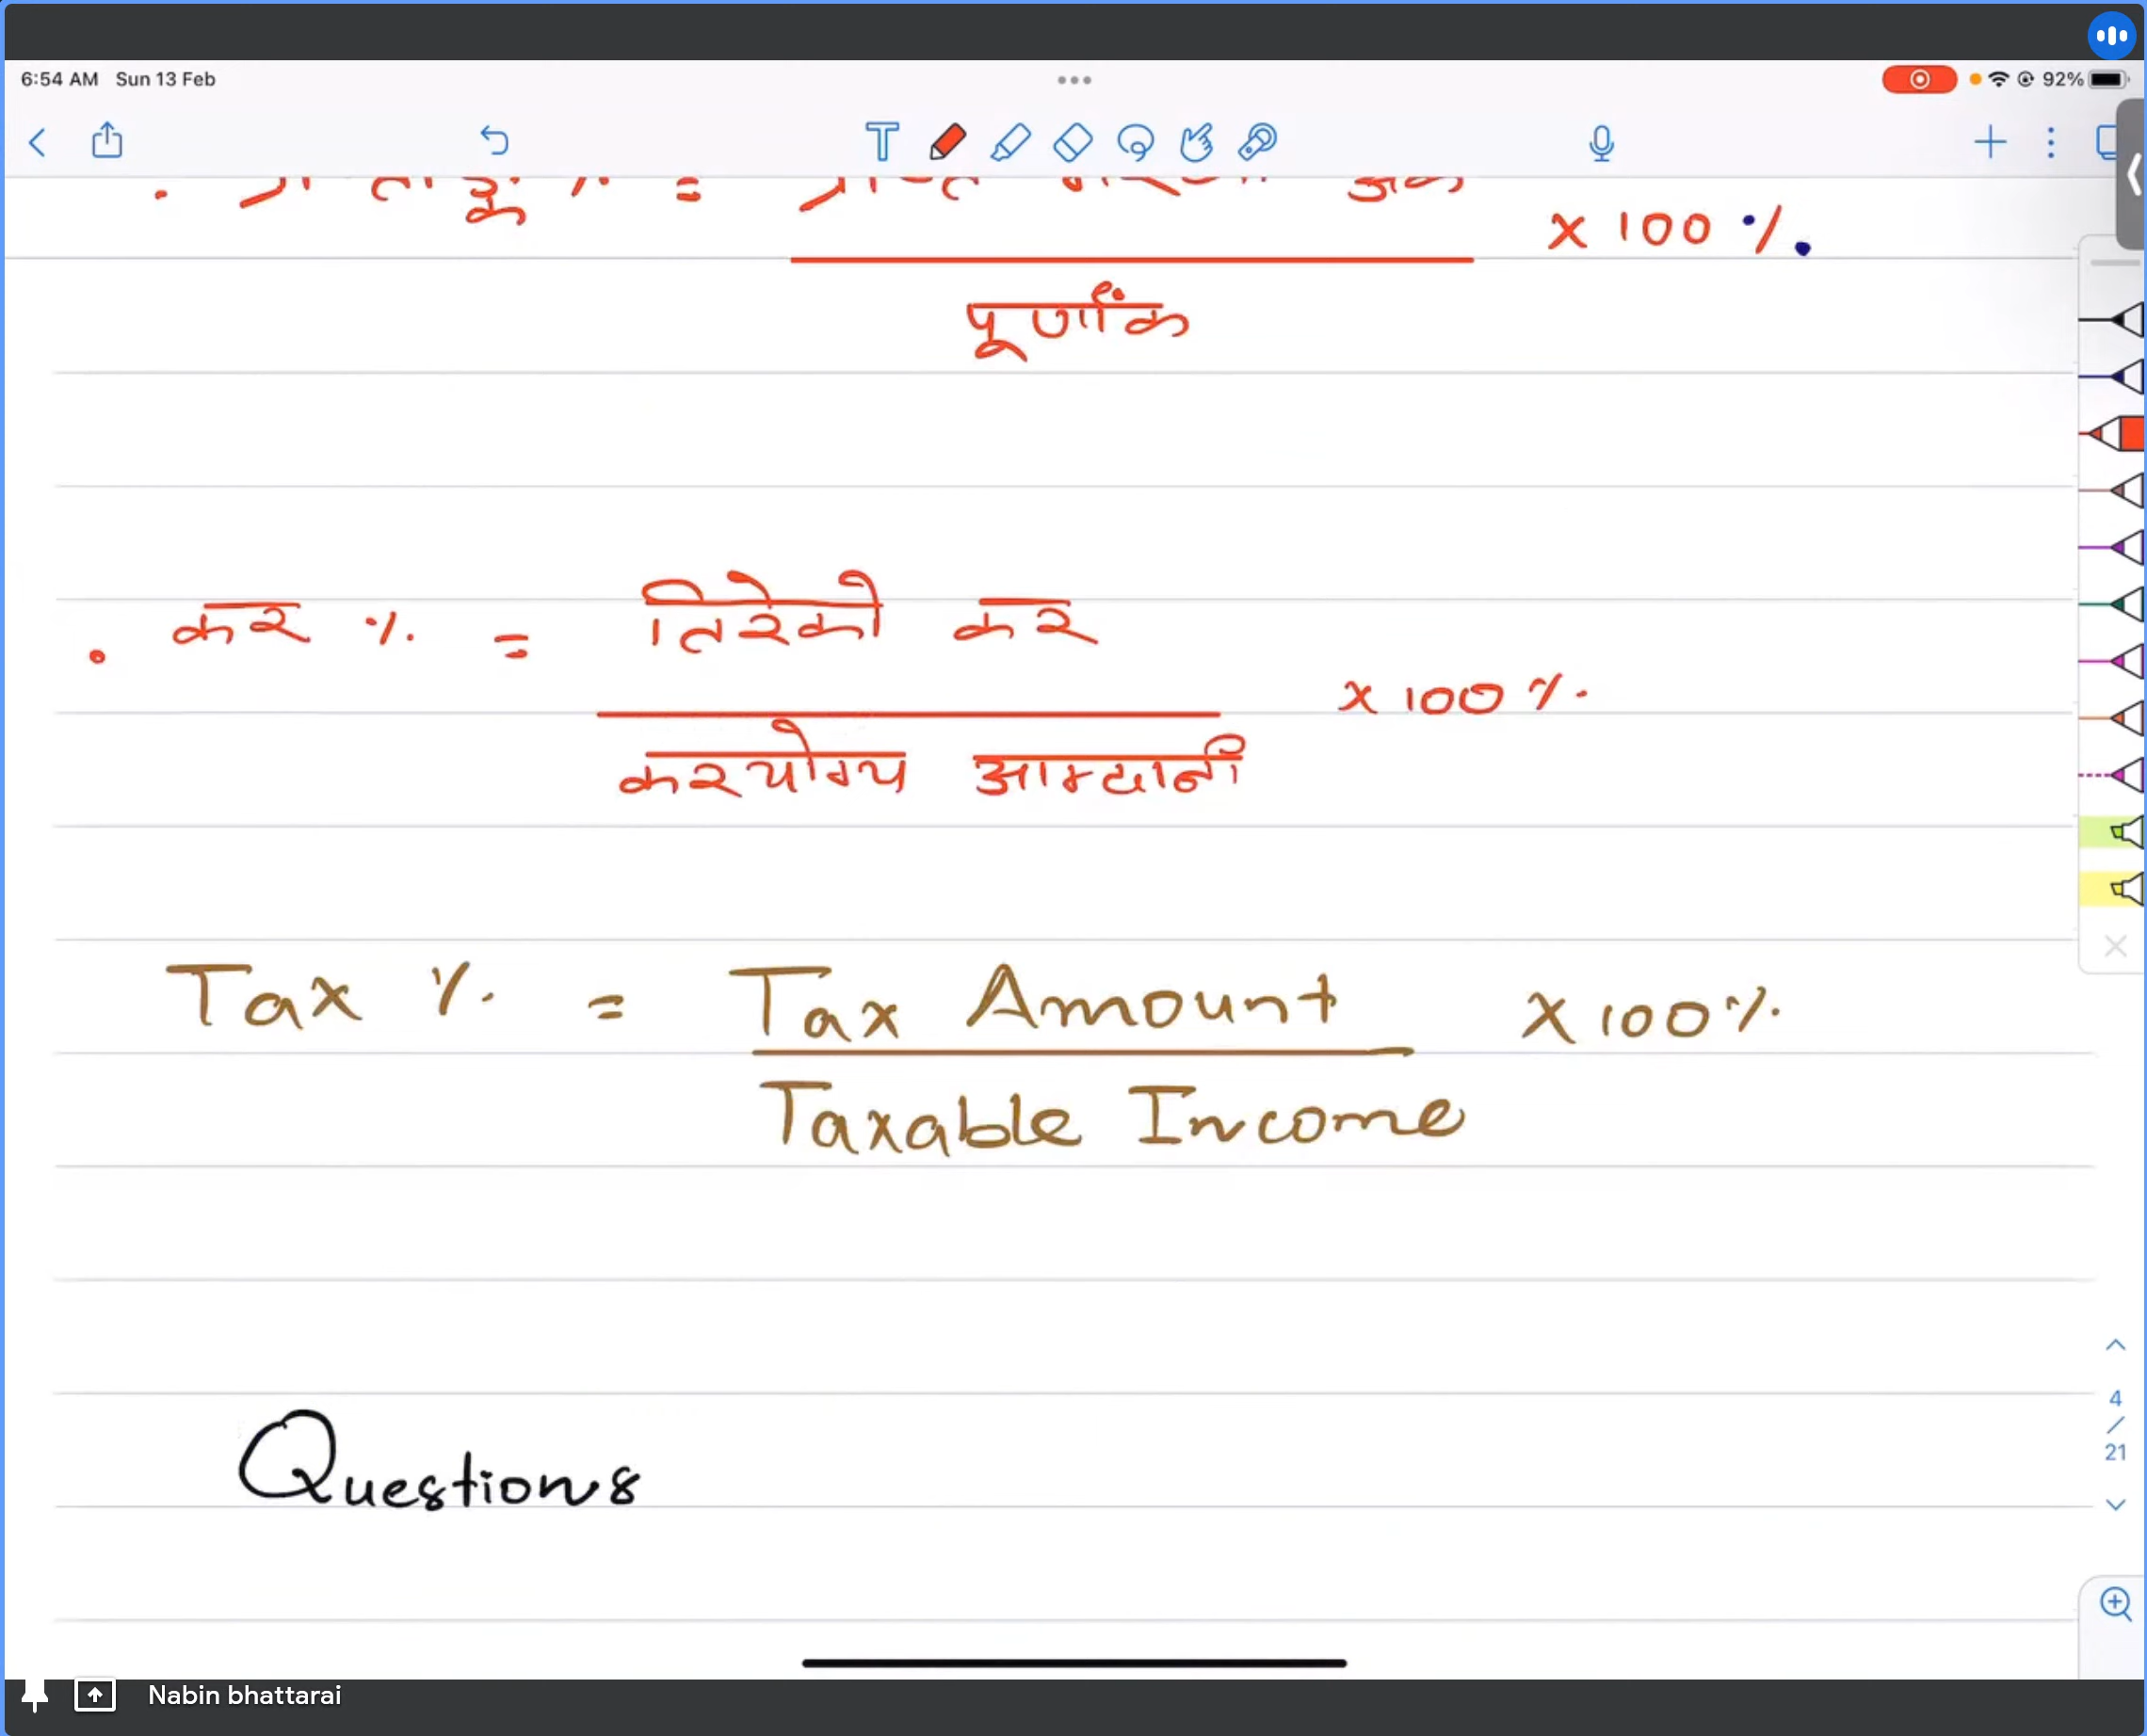 6:54 AM Sun 13 Feb
92%
× 100 %.
पूर्णांक
. कर % = तिरेको कर
× 100 %
करयोग्य आम्दानी
Tax % = Tax Amount × 100 %
Taxable Income
Questions
4
/
21
Nabin bhattarai